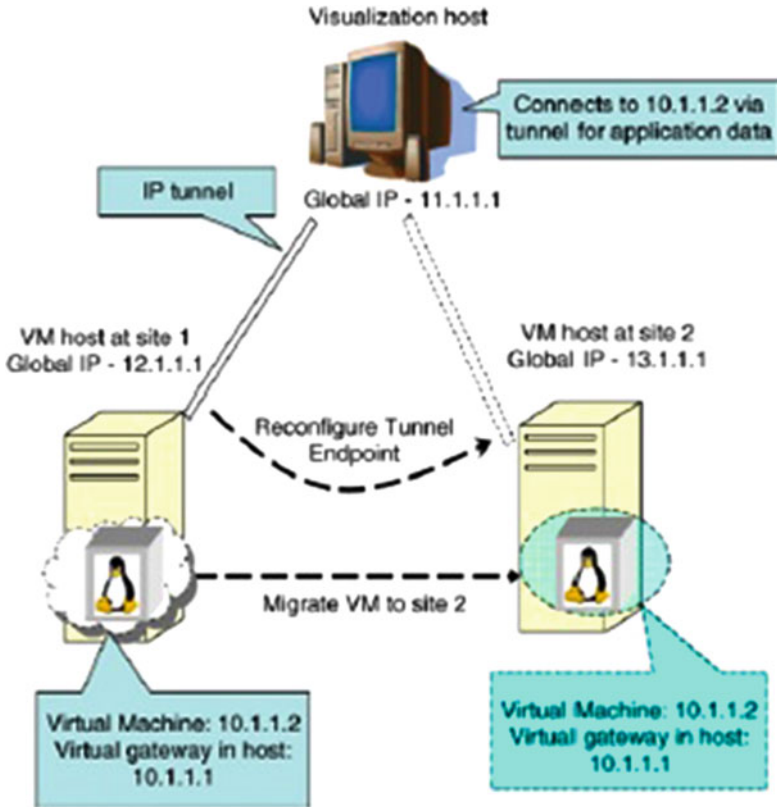 Visualization host
Connects to 10.1.1.2 via
tunnel for application data
IP tunnel
Global IP - 11.1.1.1
VM host at site 1
Global IP - 12.1.1.1
VM host at site 2
Global IP - 13.1.1.1
Reconfigure Tunnel
Endpoint
Migrate VM to site 2
Virtual Machine: 10.1.1.2
Virtual gateway in host:
10.1.1.1
Virtual Machine: 10.1.1.2
Virtual gateway in host:
10.1.1.1